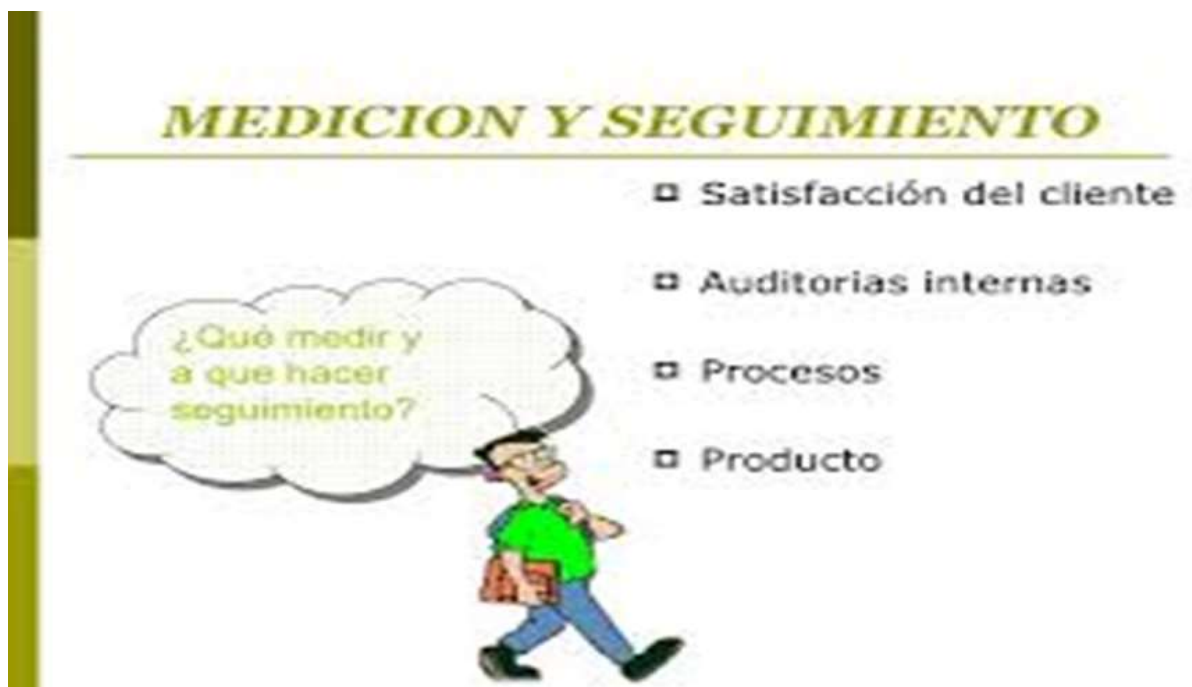 MEDICION Y SEGUIMIENTO
Satisfacción del cliente
Auditorias internas
Procesos
Producto
¿Qué medir y
a que hacer
seguimiento?